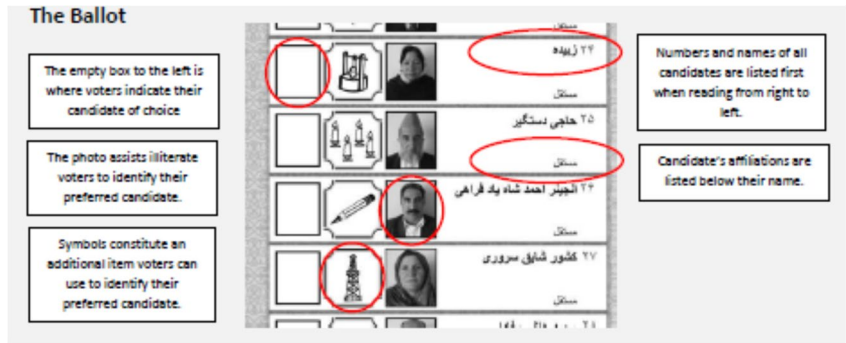 The Ballot
The empty box to the left is
where voters indicate their
candidate of choice
The photo assists illiterate
voters to identify their
preferred candidate.
Symbols constitute an
additional item voters can
use to identify their
preferred candidate.
مستقل
۲۴ زبیده
مستقل
۲۵ حاجی دستگیر
مستقل
۲۶ انجینر احمد شاه یاد فراهی
مستقل
۲۷ کشور شایق سروری
مستقل
Numbers and names of all
candidates are listed first
when reading from right to
left.
Candidate's affiliations are
listed below their name.